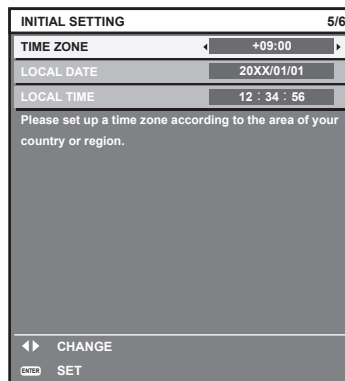 INITIAL SETTING 5/6
TIME ZONE +09:00
LOCAL DATE 20XX/01/01
LOCAL TIME 12 : 34 : 56
Please set up a time zone according to the area of your
country or region.
CHANGE
ENTER SET